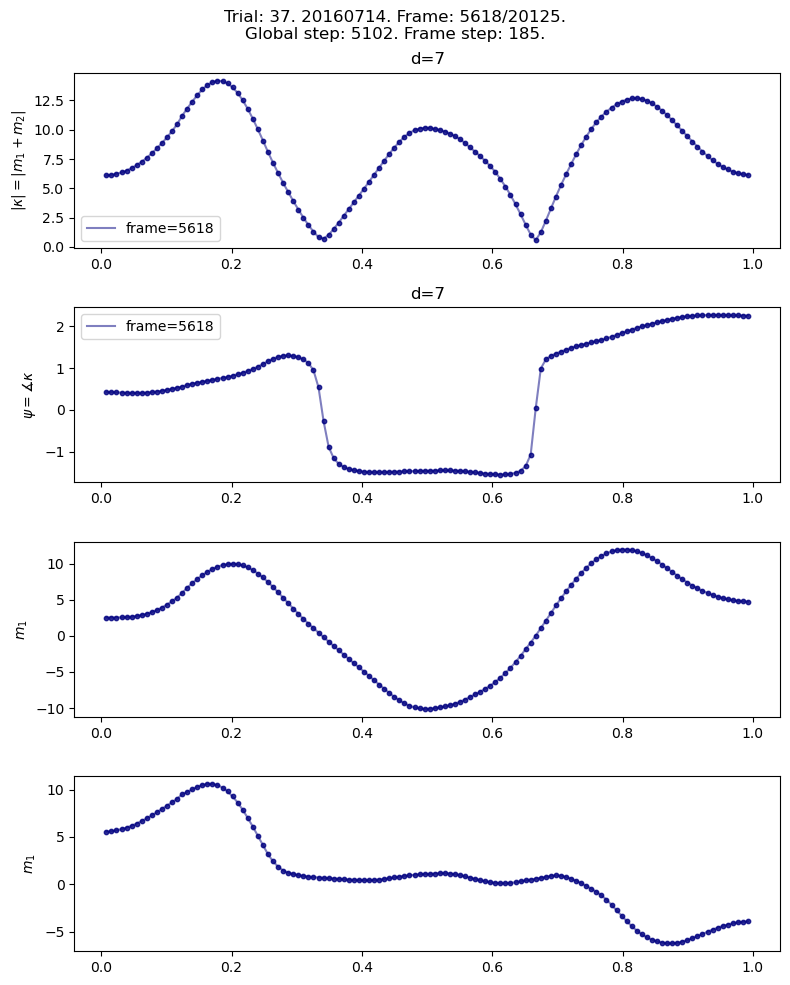 Trial: 37. 20160714. Frame: 5618/20125.
Global step: 5102. Frame step: 185.
d=7
|κ| = |m₁ + m₂|
12.5
10.0
7.5
5.0
2.5
0.0
frame=5618
0.0 0.2 0.4 0.6 0.8 1.0
d=7
ψ = ∡κ
2
1
0
−1
frame=5618
0.0 0.2 0.4 0.6 0.8 1.0
m₁
10
5
0
−5
−10
0.0 0.2 0.4 0.6 0.8 1.0
m₁
10
5
0
−5
0.0 0.2 0.4 0.6 0.8 1.0